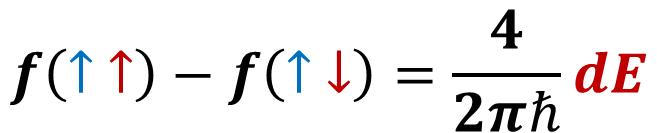 f(↑↑) − f(↑↓) = 4/2πℏ dE